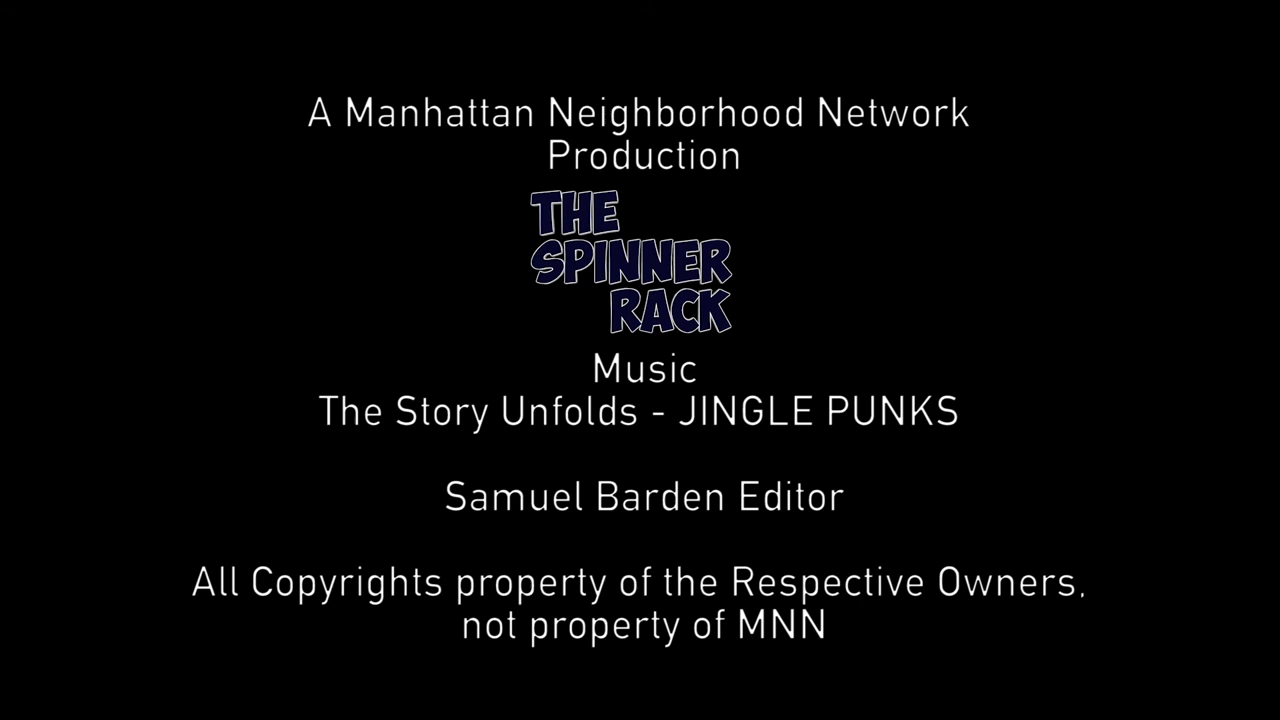 A Manhattan Neighborhood Network
Production
THE
SPINNER
RACK
Music
The Story Unfolds - JINGLE PUNKS
Samuel Barden Editor
All Copyrights property of the Respective Owners,
not property of MNN